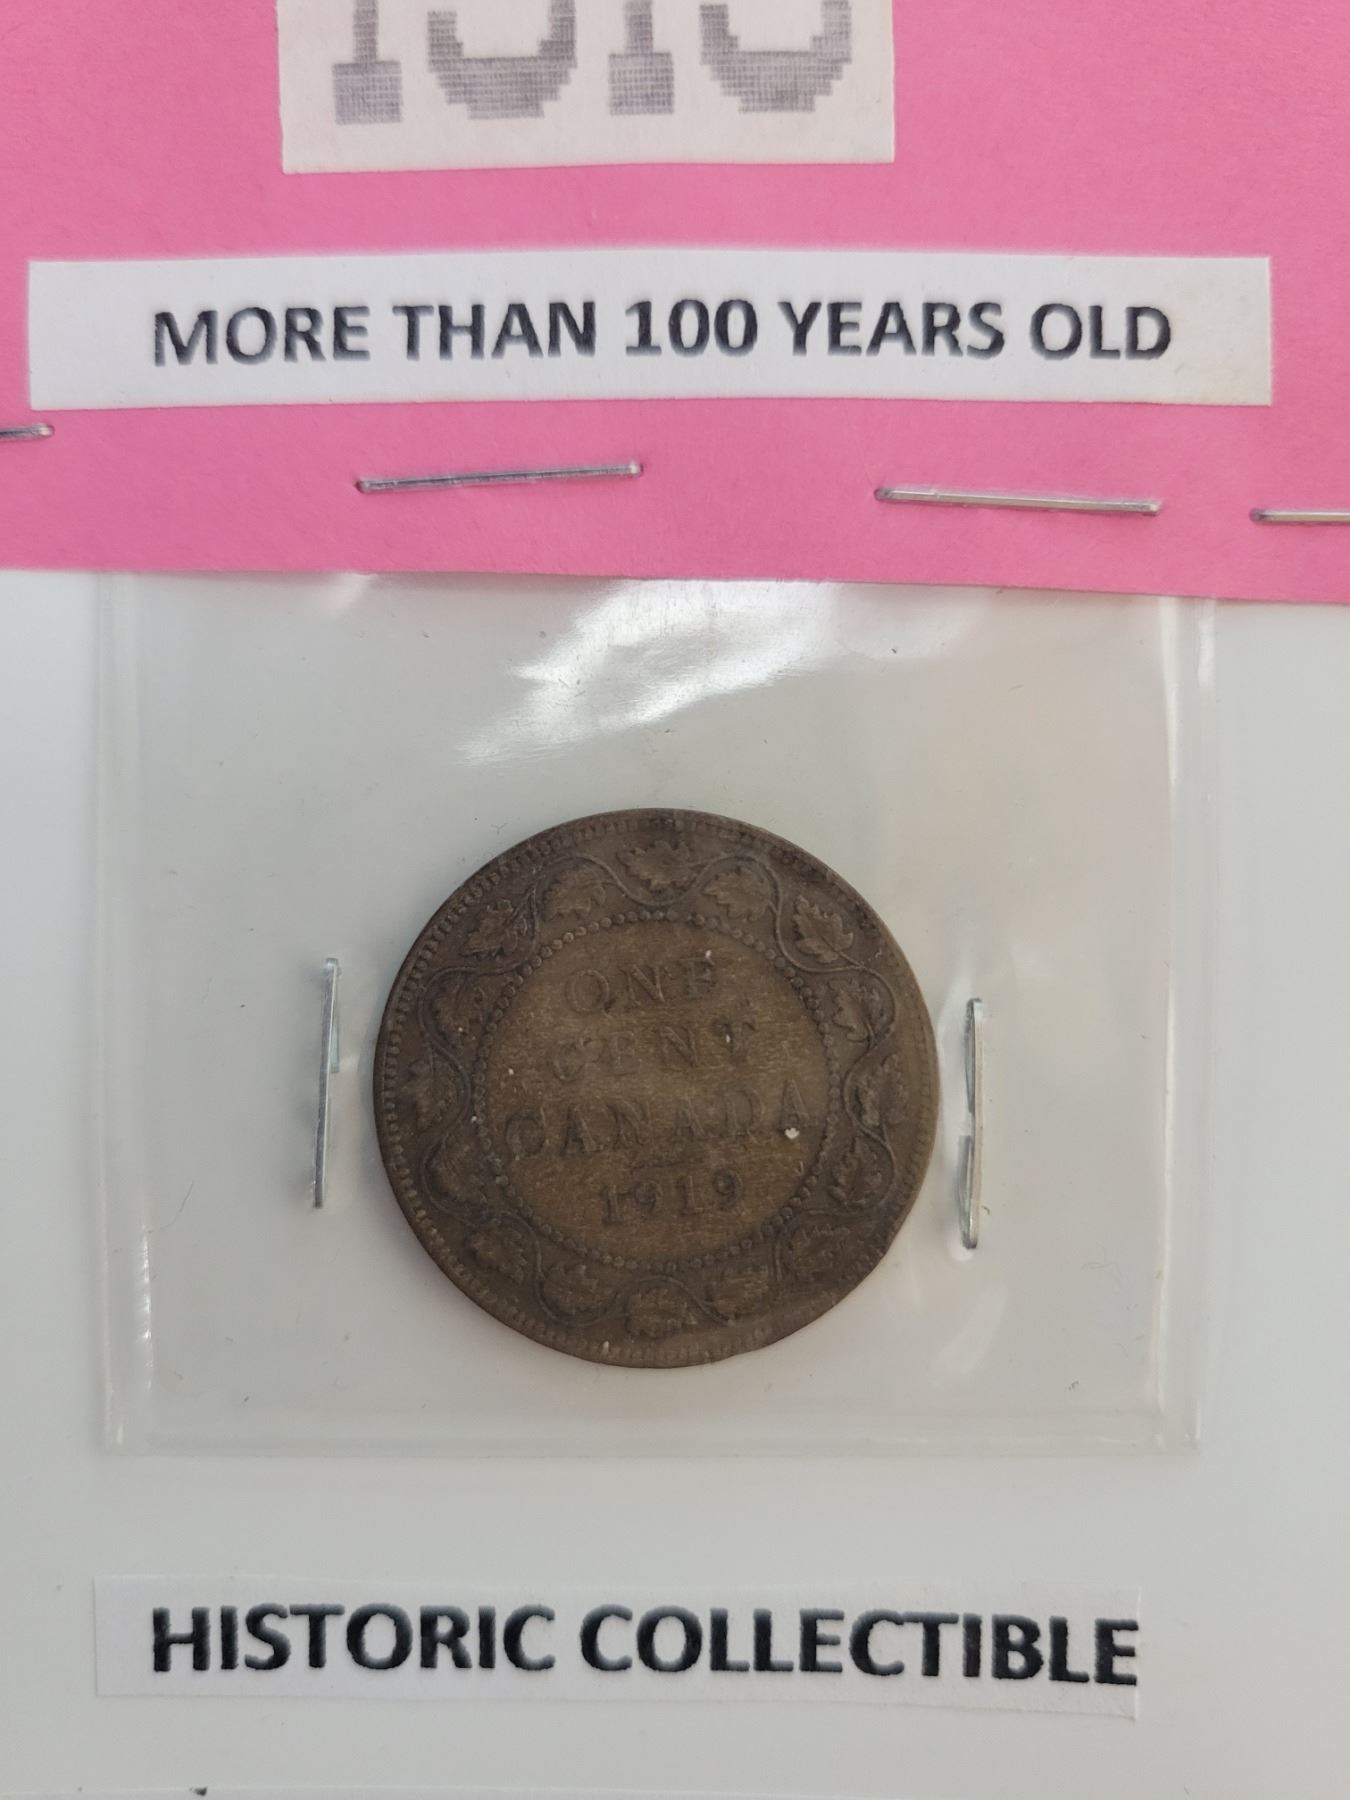 MORE THAN 100 YEARS OLD
ONE
CENT
CANADA
1919
HISTORIC COLLECTIBLE